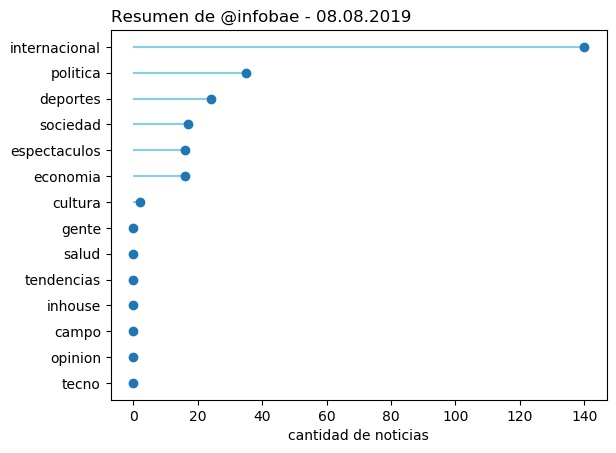 Resumen de @infobae - 08.08.2019
internacional
politica
deportes
sociedad
espectaculos
economia
cultura
gente
salud
tendencias
inhouse
campo
opinion
tecno
0 20 40 60 80 100 120 140
cantidad de noticias